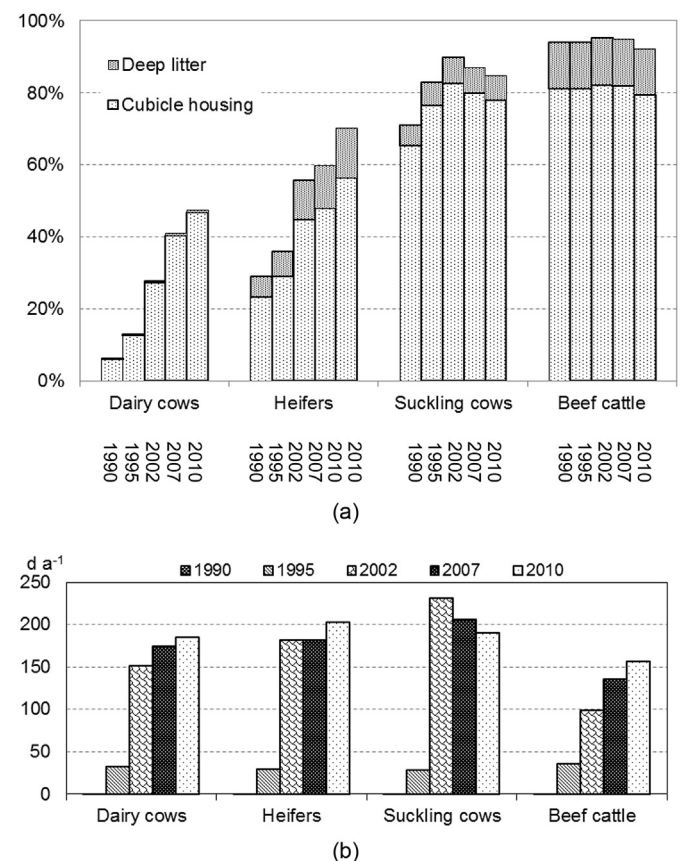 100%
Deep litter
Cubicle housing
80%
60%
40%
20%
0%
Dairy cows Heifers Suckling cows Beef cattle
1990 1995 2002 2007 2010 1990 1995 2002 2007 2010 1990 1995 2002 2007 2010 1990 1995 2002 2007 2010
(a)
d a⁻¹
1990 1995 2002 2007 2010
250
200
150
100
50
0
Dairy cows Heifers Suckling cows Beef cattle
(b)